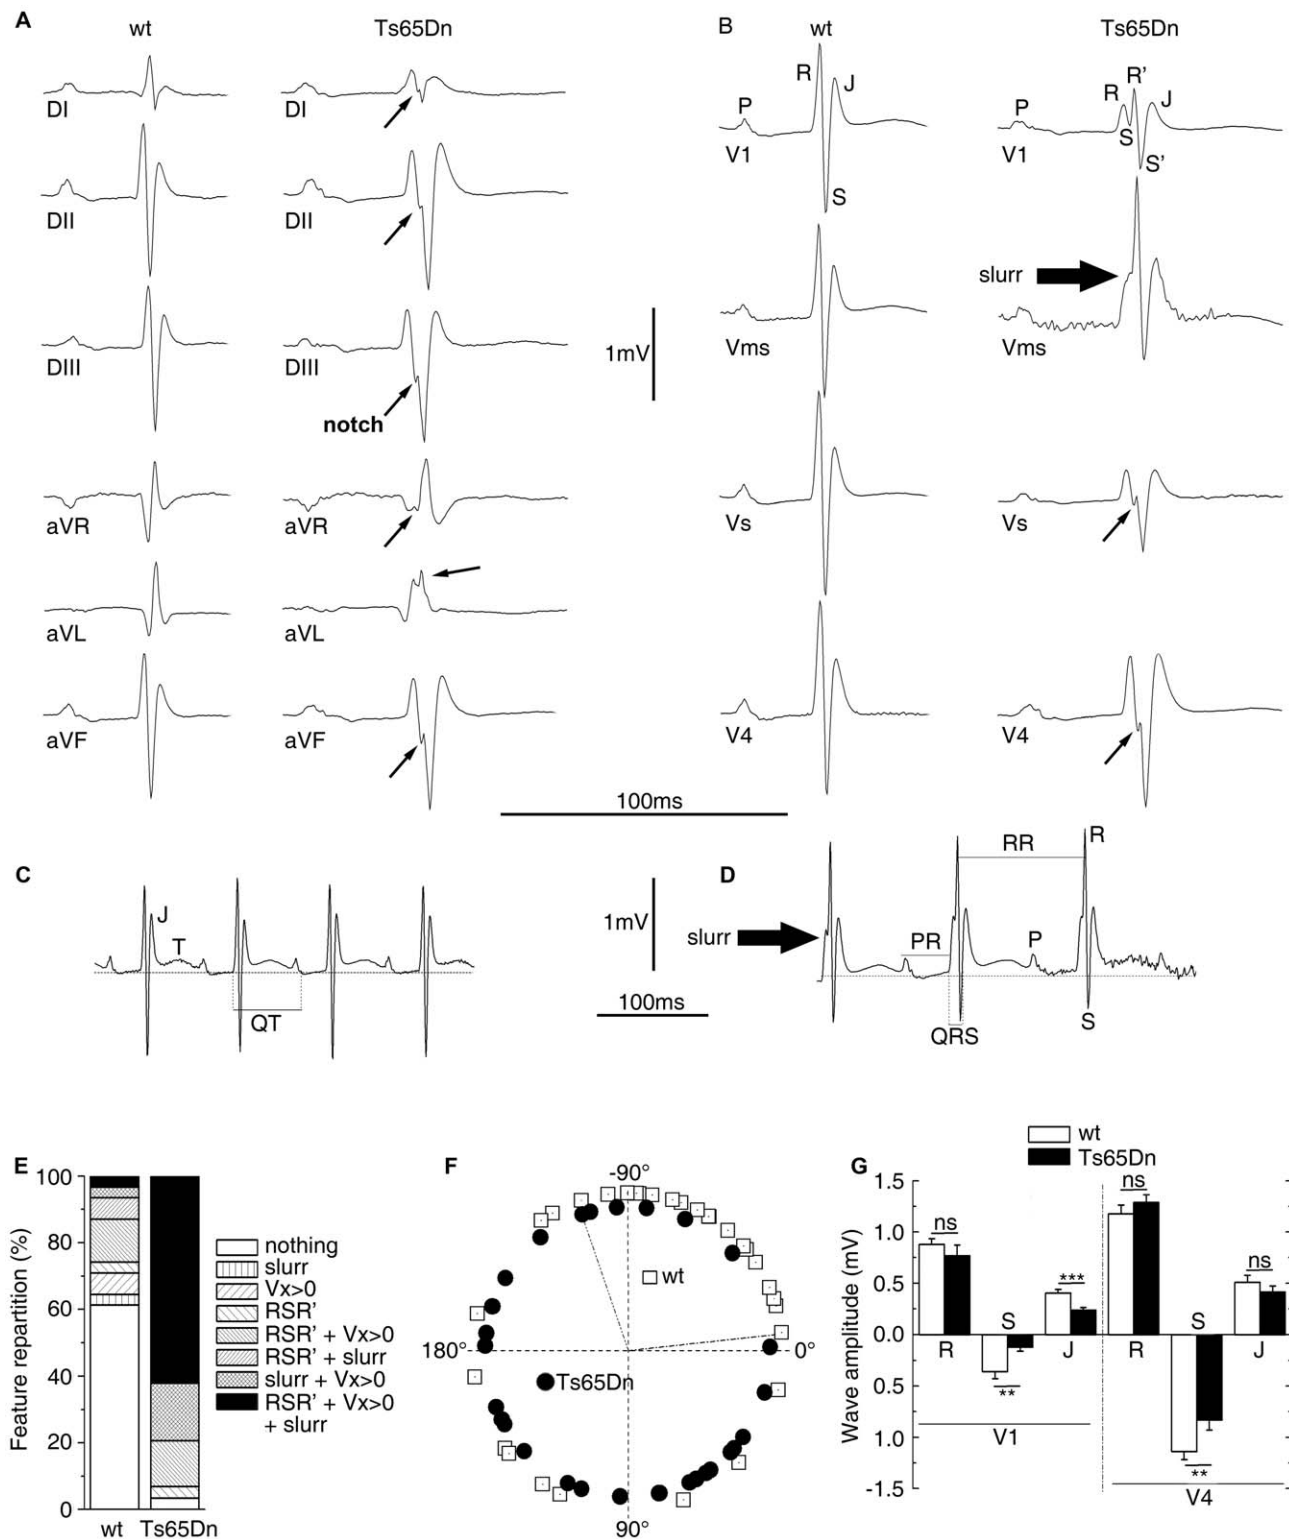 A
wt
Ts65Dn
DI
DI
DII
DII
DIII
DIII
notch
aVR
aVR
aVL
aVL
aVF
aVF
1mV
100ms
B
wt
Ts65Dn
R
P
J
V1
S
R'
R
P
J
S
V1
S'
slurr
Vms
Vms
Vs
Vs
V4
V4
C
J
T
QT
1mV
100ms
D
slurr
RR
R
PR
P
QRS
S
E
Feature repartition (%)
100
80
60
40
20
0
wt
Ts65Dn
nothing
slurr
Vx>0
RSR'
RSR' + Vx>0
RSR' + slurr
slurr + Vx>0
RSR' + Vx>0
+ slurr
F
-90°
wt
180°
0°
Ts65Dn
90°
G
wt
Ts65Dn
Wave amplitude (mV)
1.5
1.0
0.5
0.0
0.5
1.0
-1.5
ns
R
S
**
***
J
V1
ns
R
S
**
ns
J
V4